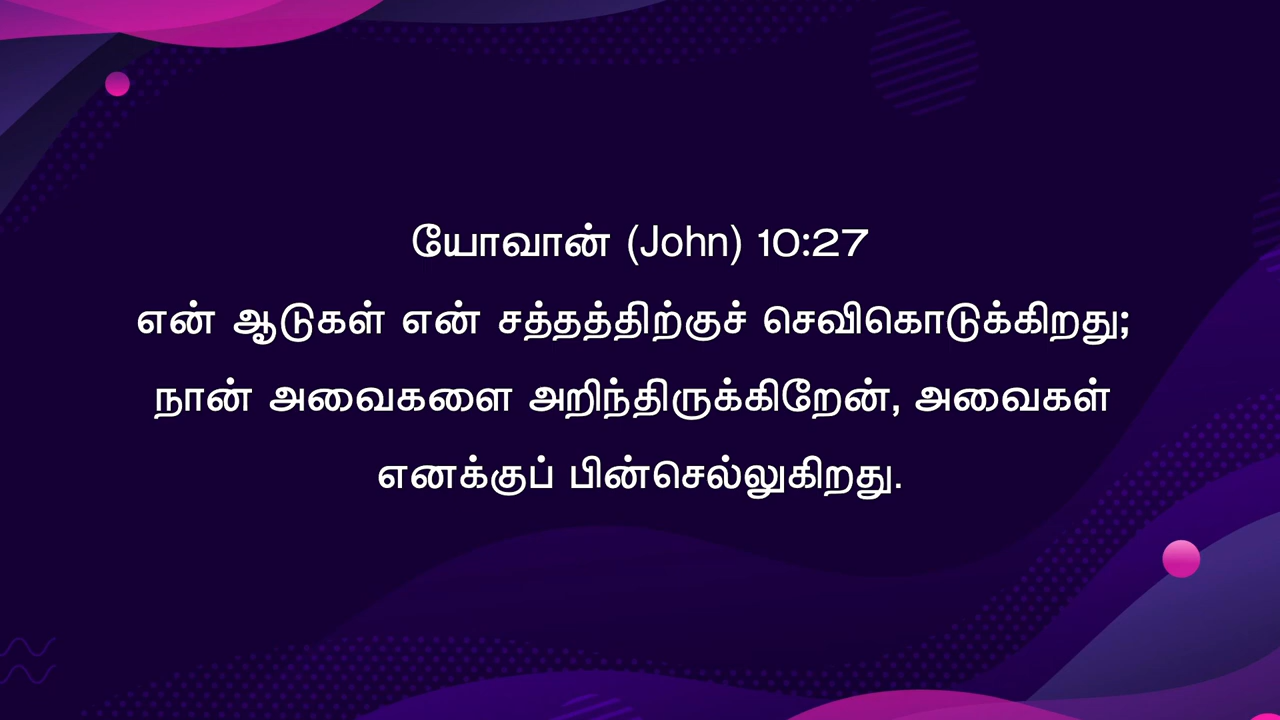 யோவான் (John) 10:27
என் ஆடுகள் என் சத்தத்திற்குச் செவிகொடுக்கிறது;
நான் அவைகளை அறிந்திருக்கிறேன், அவைகள்
எனக்குப் பின்செல்லுகிறது.